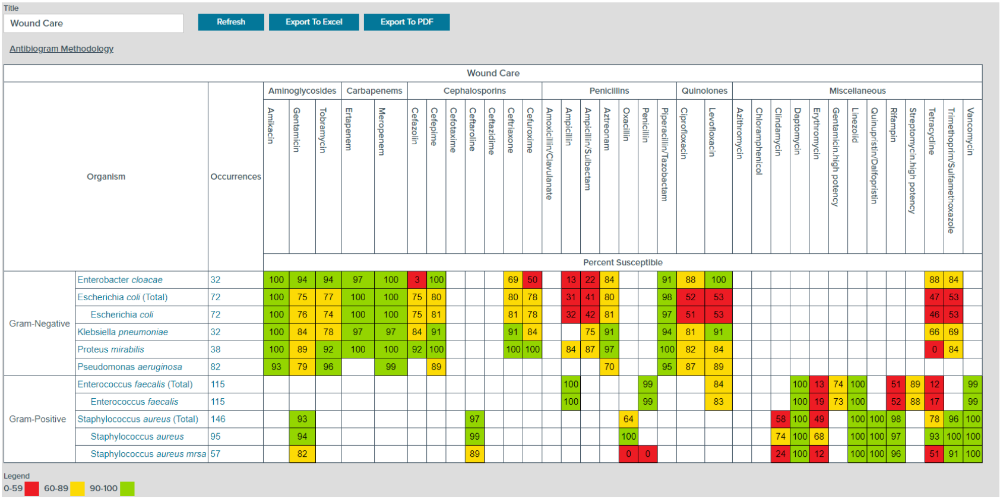 Title
Wound Care
Refresh
Export To Excel
Export To PDF
Antibiogram Methodology
Wound Care
Organism
Occurrences
Aminoglycosides
Carbapenems
Cephalosporins
Penicillins
Quinolones
Miscellaneous
Amikacin
Gentamicin
Tobramycin
Ertapenem
Meropenem
Cefazolin
Cefepime
Cefotaxime
Ceftaroline
Ceftazidime
Ceftriaxone
Cefuroxime
Amoxicillin/Clavulanate
Ampicillin
Ampicillin/Sulbactam
Aztreonam
Oxacillin
Penicillin
Piperacillin/Tazobactam
Ciprofloxacin
Levofloxacin
Azithromycin
Chloramphenicol
Clindamycin
Daptomycin
Erythromycin
Gentamicin.high potency
Linezolid
Quinupristin/Dalfopristin
Rifampin
Streptomycin.high potency
Tetracycline
Trimethoprim/Sulfamethoxazole
Vancomycin
Percent Susceptible
Gram-Negative
Enterobacter cloacae 32 100 94 94 97 100 3 100 69 50 13 22 84 91 88 100 88 84
Escherichia coli (Total) 72 100 75 77 100 100 75 80 80 78 31 41 80 98 52 53 47 53
Escherichia coli 72 100 76 74 100 100 75 81 81 78 32 42 81 97 51 53 46 53
Klebsiella pneumoniae 32 100 84 78 97 97 84 91 91 84 75 91 94 81 91 66 69
Proteus mirabilis 38 100 89 92 100 100 92 100 100 100 84 87 97 100 82 84 0 84
Pseudomonas aeruginosa 82 93 79 96 99 89 70 95 87 89
Gram-Positive
Enterococcus faecalis (Total) 115 100 99 84 100 13 74 100 51 89 12 99
Enterococcus faecalis 115 100 99 83 100 19 73 100 52 88 17 99
Staphylococcus aureus (Total) 146 93 97 64 58 100 49 100 100 98 78 96 100
Staphylococcus aureus 95 94 99 100 74 100 68 100 100 97 93 100 100
Staphylococcus aureus mrsa 57 82 89 0 0 24 100 12 100 100 96 51 91 100
Legend
0-59 60-89 90-100